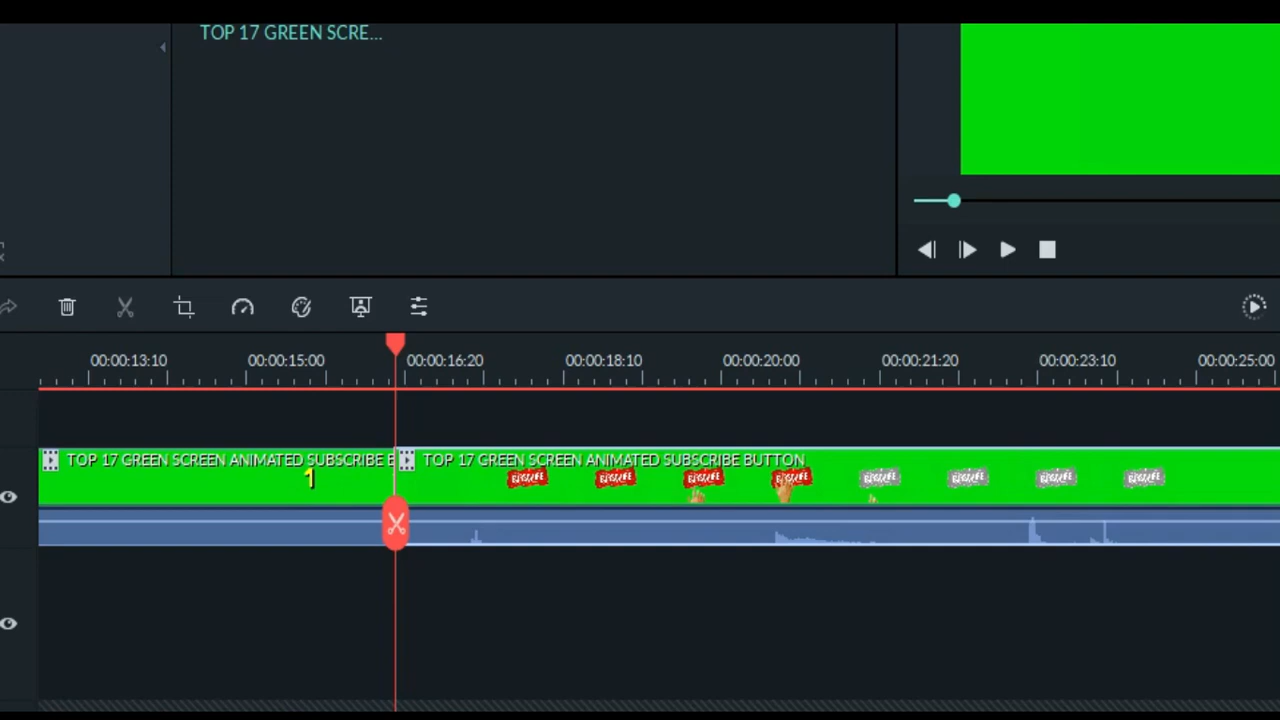 TOP 17 GREEN SCRE...
00:00:13:10 00:00:15:00 00:00:16:20 00:00:18:10 00:00:20:00 00:00:21:20 00:00:23:10 00:00:25:00
TOP 17 GREEN SCREEN ANIMATED SUBSCRIBE B TOP 17 GREEN SCREEN ANIMATED SUBSCRIBE BUTTON
1